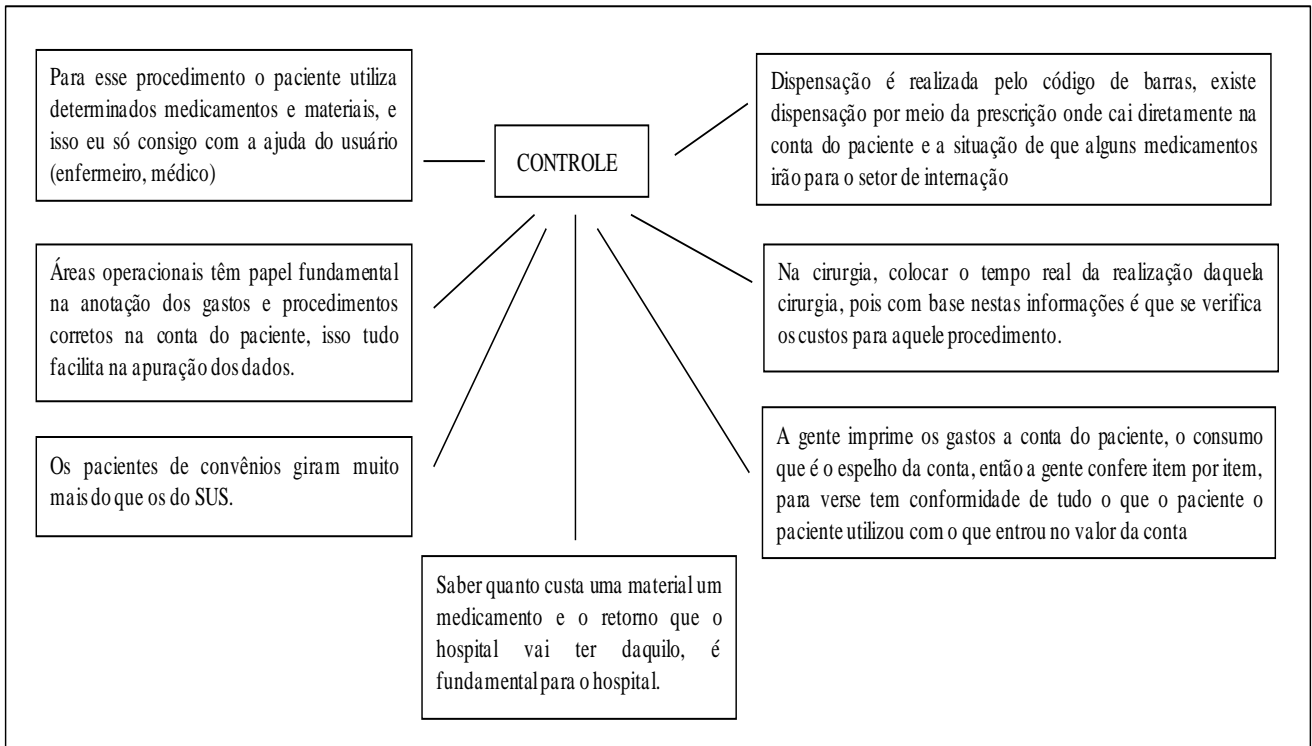 Para esse procedimento o paciente utiliza
determinados medicamentos e materiais, e
isso eu só consigo com a ajuda do usuário
(enfermeiro, médico)
CONTROLE
Dispensação é realizada pelo código de barras, existe
dispensação por meio da prescrição onde cai diretamente na
conta do paciente e a situação de que alguns medicamentos
irão para o setor de internação
Áreas operacionais têm papel fundamental
na anotação dos gastos e procedimentos
corretos na conta do paciente, isso tudo
facilita na apuração dos dados.
Na cirurgia, colocar o tempo real da realização daquela
cirurgia, pois com base nestas informações é que se verifica
os custos para aquele procedimento.
Os pacientes de convênios giram muito
mais do que os do SUS.
A gente imprime os gastos a conta do paciente, o consumo
que é o espelho da conta, então a gente confere item por item,
para verse tem conformidade de tudo o que o paciente o
paciente utilizou com o que entrou no valor da conta
Saber quanto custa uma material um
medicamento e o retorno que o
hospital vai ter daquilo, é
fundamental para o hospital.